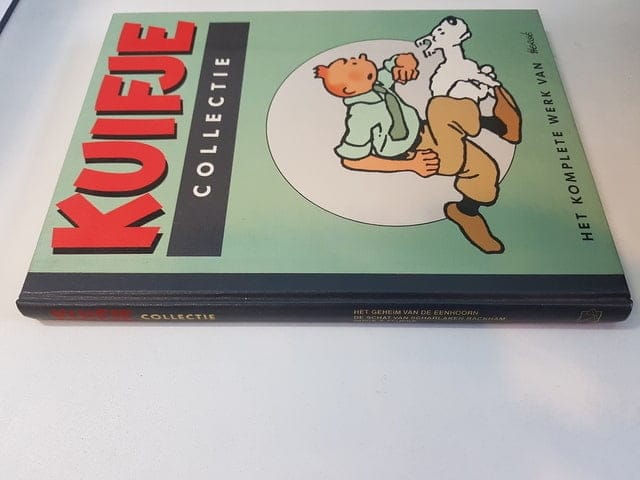 KUIFJE
COLLECTIE
HET KOMPLETE WERK VAN HERGÉ
KUIFJE COLLECTIE
HET GEHEIM VAN DE EENHOORN
DE SCHAT VAN SCHARLAKEN RACKHAM